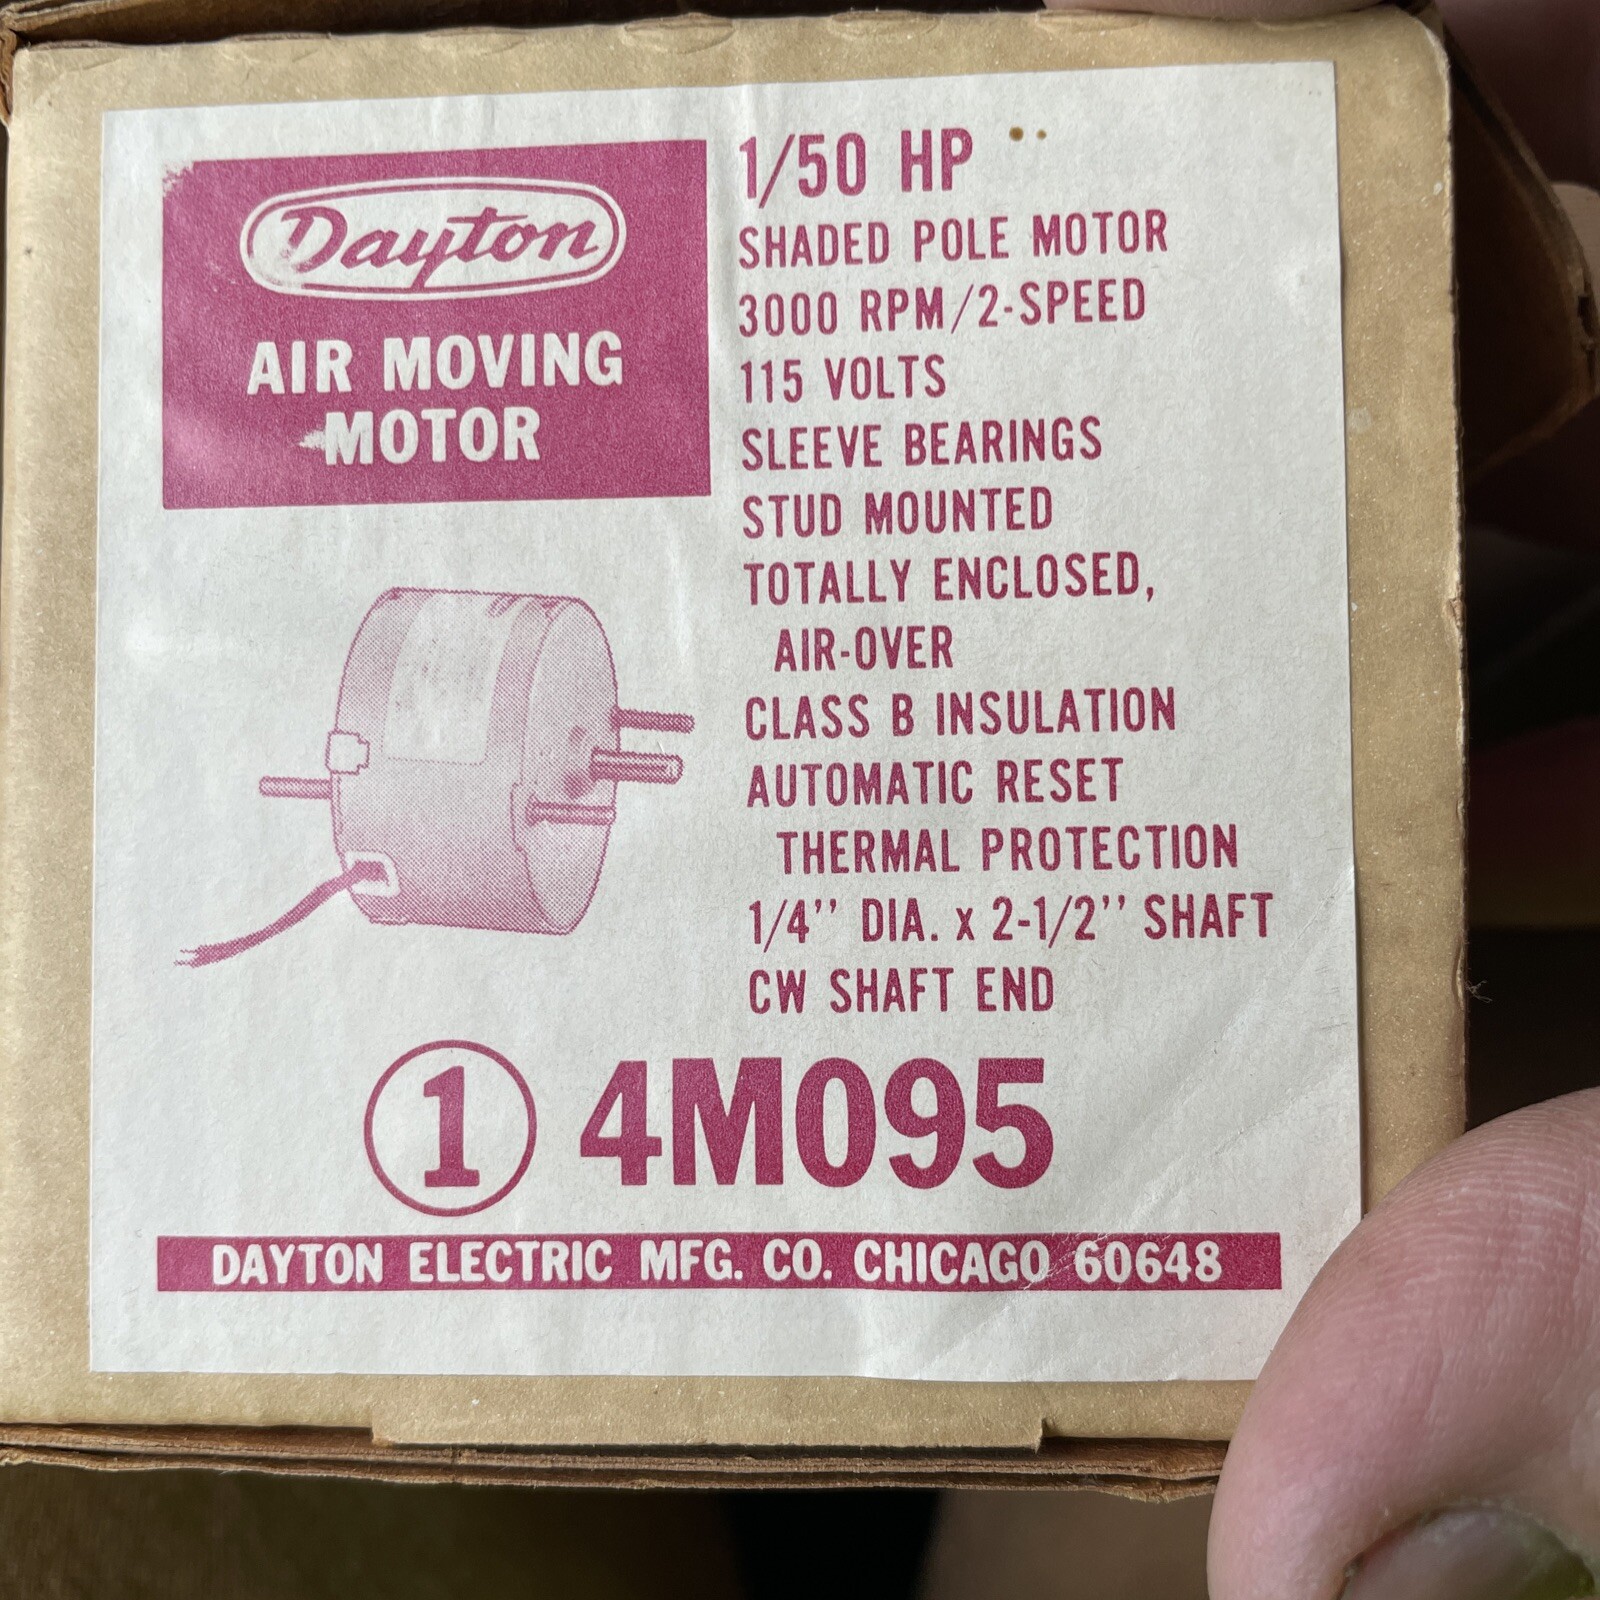 Dayton
AIR MOVING
MOTOR
1/50 HP
SHADED POLE MOTOR
3000 RPM/2-SPEED
115 VOLTS
SLEEVE BEARINGS
STUD MOUNTED
TOTALLY ENCLOSED,
AIR-OVER
CLASS B INSULATION
AUTOMATIC RESET
THERMAL PROTECTION
1/4'' DIA. x 2-1/2'' SHAFT
CW SHAFT END
1 4M095
DAYTON ELECTRIC MFG. CO. CHICAGO 60648